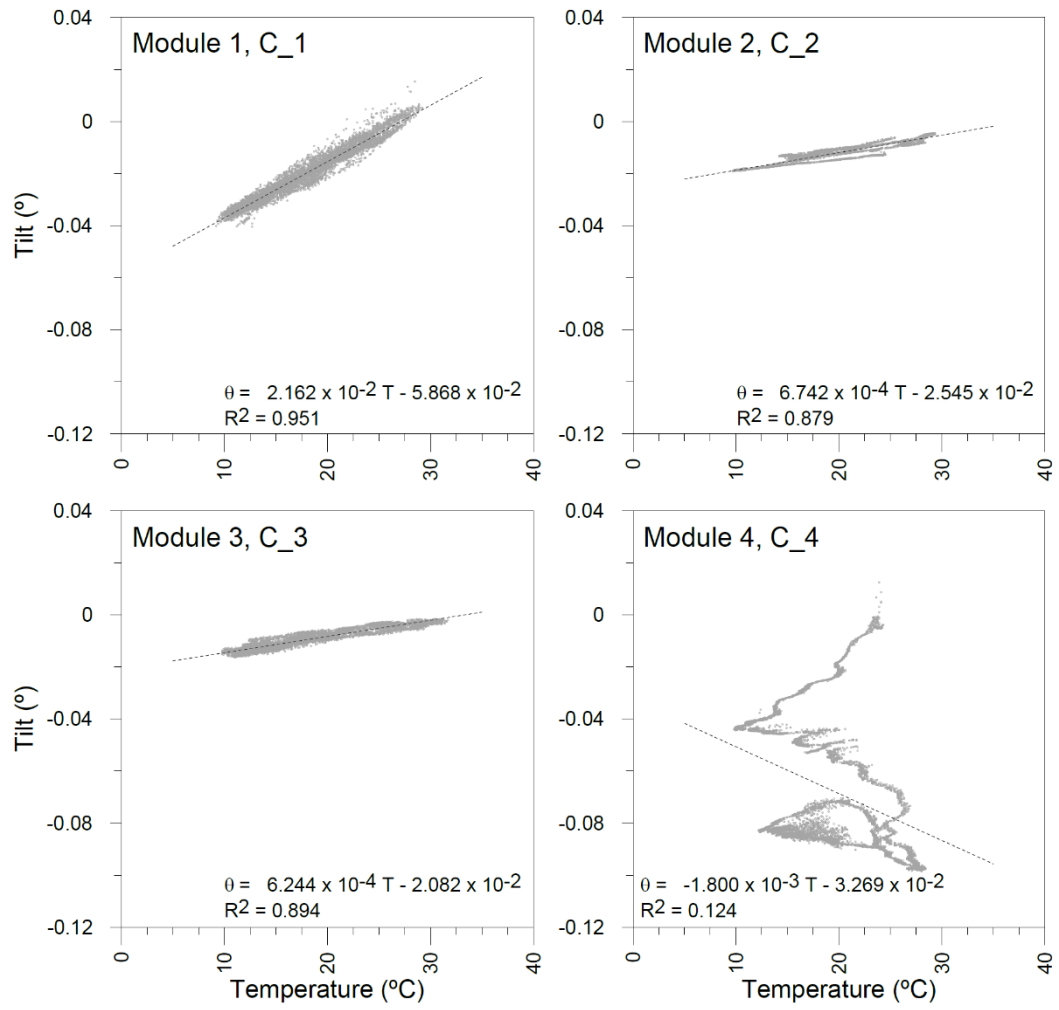 Module 1, C_1
0.04
0
-0.04
-0.08
-0.12
Tilt (º)
θ = 2.162 x 10-2 T - 5.868 x 10-2
R2 = 0.951
0
10
20
30
40
Module 2, C_2
0.04
0
-0.04
-0.08
-0.12
θ = 6.742 x 10-4 T - 2.545 x 10-2
R2 = 0.879
0
10
20
30
40
Module 3, C_3
0.04
0
-0.04
-0.08
-0.12
Tilt (º)
θ = 6.244 x 10-4 T - 2.082 x 10-2
R2 = 0.894
0
10
20
30
40
Temperature (ºC)
Module 4, C_4
0.04
0
-0.04
-0.08
-0.12
θ = -1.800 x 10-3 T - 3.269 x 10-2
R2 = 0.124
0
10
20
30
40
Temperature (ºC)